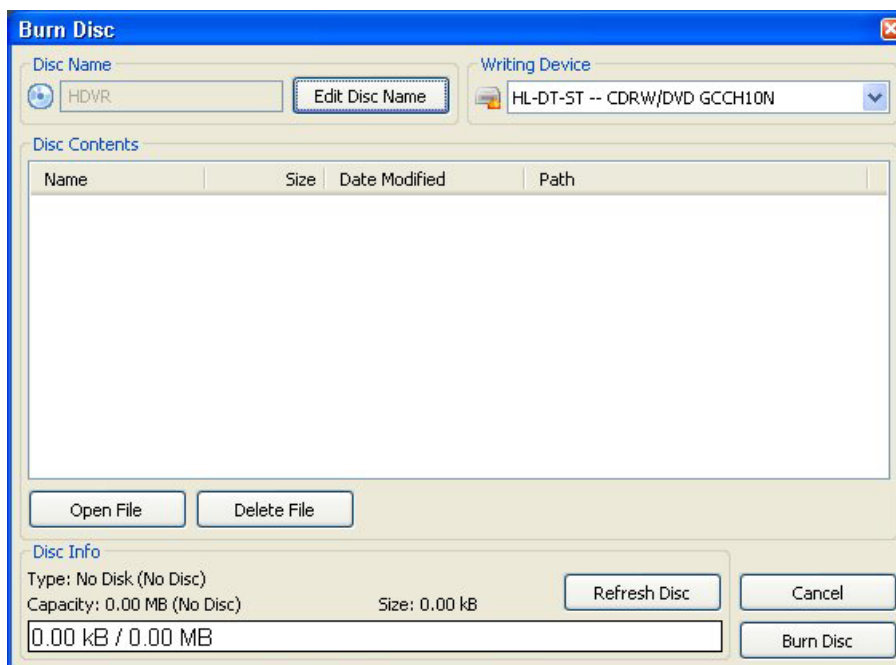 Burn Disc
Disc Name
HDVR
Edit Disc Name
Writing Device
HL-DT-ST -- CDRW/DVD GCCH10N
Disc Contents
Name Size Date Modified Path
Open File Delete File
Disc Info
Type: No Disk (No Disc)
Capacity: 0.00 MB (No Disc) Size: 0.00 kB
Refresh Disc
Cancel
0.00 kB / 0.00 MB
Burn Disc